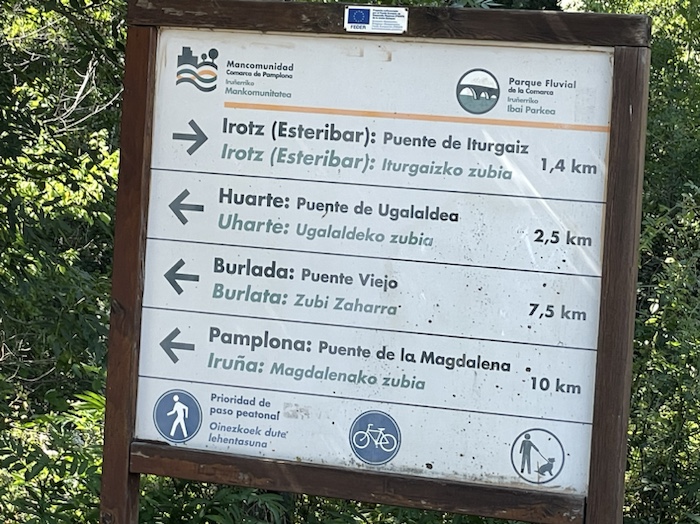 FEDER
Mancomunidad
Comarca de Pamplona
Iruñerriko
Mankomunitatea
Parque Fluvial
de la Comarca
Iruñerriko
Ibai Parkea
Irotz (Esteribar): Puente de Iturgaiz
Irotz (Esteribar): Iturgaizko zubia
1,4 km
Huarte: Puente de Ugalaldea
Uharte: Ugalaldeko zubia
2,5 km
Burlada: Puente Viejo
Burlata: Zubi Zaharra
7,5 km
Pamplona: Puente de la Magdalena
Iruña: Magdalenako zubia
10 km
Prioridad de
paso peatonal
Oinezkoek dute
lehentasuna